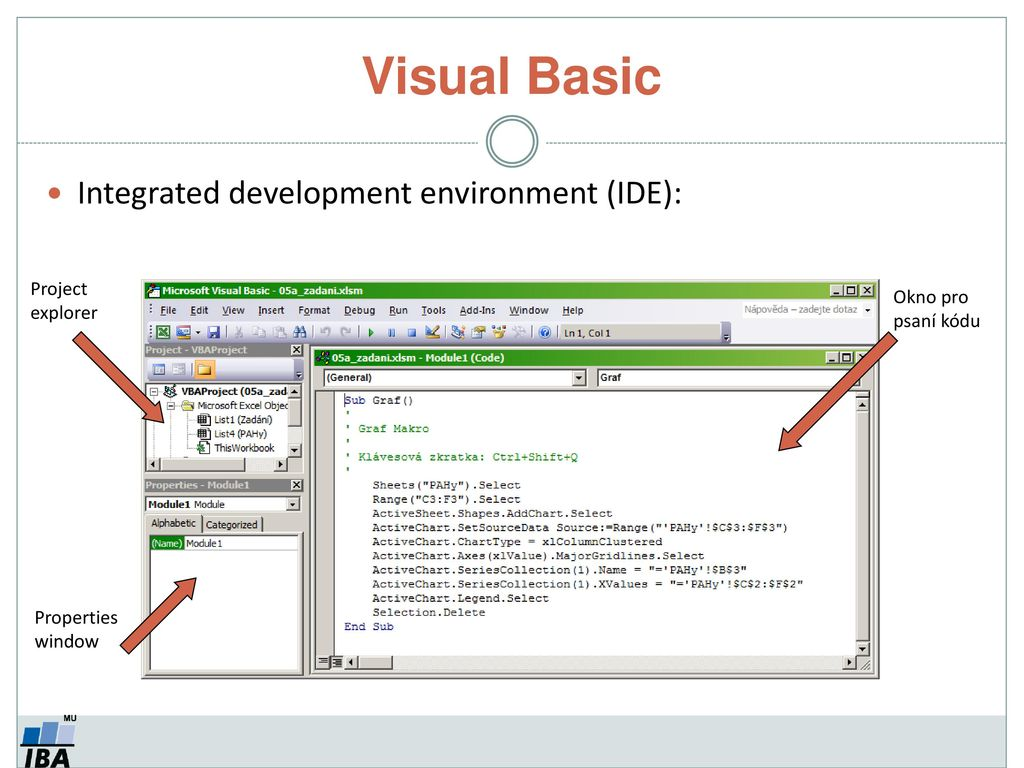 Visual Basic
Integrated development environment (IDE):
Project
explorer
Okno pro
psaní kódu
Microsoft Visual Basic - 05a_zadani.xlsm
File Edit View Insert Format Debug Run Tools Add-Ins Window Help Nápověda – zadejte dotaz
Ln 1, Col 1
Project - VBAProject
VBAProject (05a_zad
Microsoft Excel Objec
List1 (Zadání)
List4 (PAHy)
ThisWorkbook
Properties - Module1
Module1 Module
Alphabetic Categorized
(Name) Module1
05a_zadani.xlsm - Module1 (Code)
(General) Graf
Sub Graf()
'
' Graf Makro
'
' Klávesová zkratka: Ctrl+Shift+Q
'
Sheets("PAHy").Select
Range("C3:F3").Select
ActiveSheet.Shapes.AddChart.Select
ActiveChart.SetSourceData Source:=Range("'PAHy'!$C$3:$F$3")
ActiveChart.ChartType = xlColumnClustered
ActiveChart.Axes(xlValue).MajorGridlines.Select
ActiveChart.SeriesCollection(1).Name = "='PAHy'!$B$3"
ActiveChart.SeriesCollection(1).XValues = "='PAHy'!$C$2:$F$2"
ActiveChart.Legend.Select
Selection.Delete
End Sub
Properties
window
MU
IBA